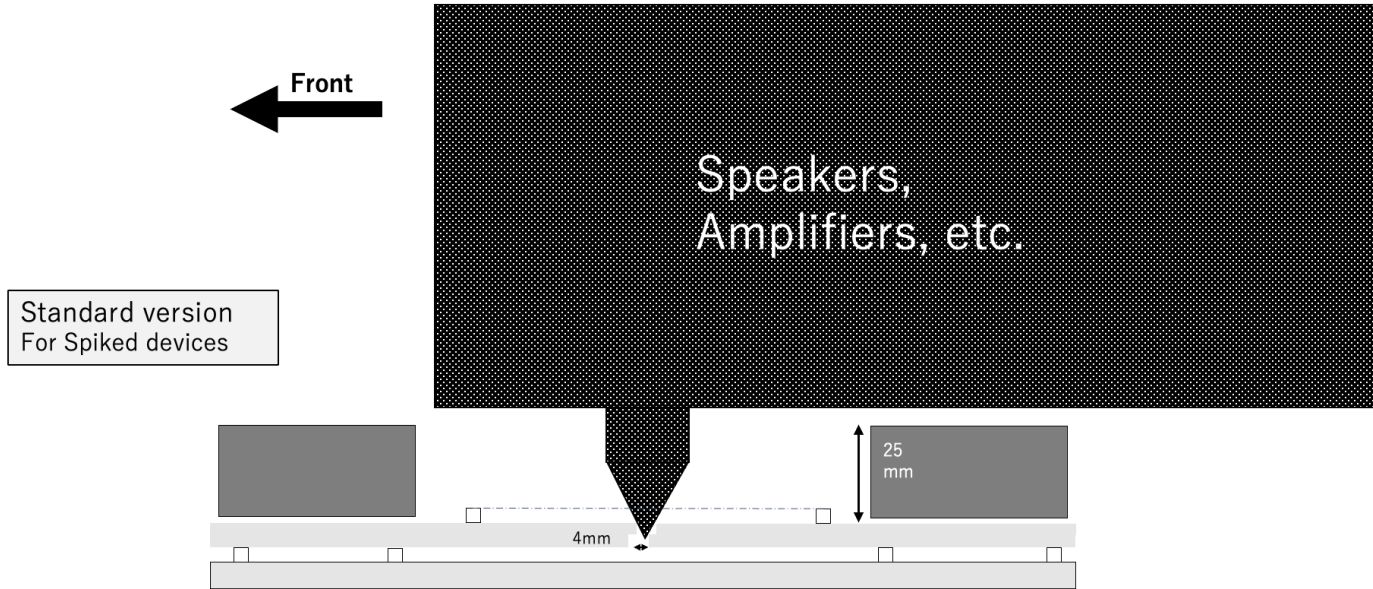 Front
Speakers,
Amplifiers, etc.
Standard version
For Spiked devices
25
mm
4mm